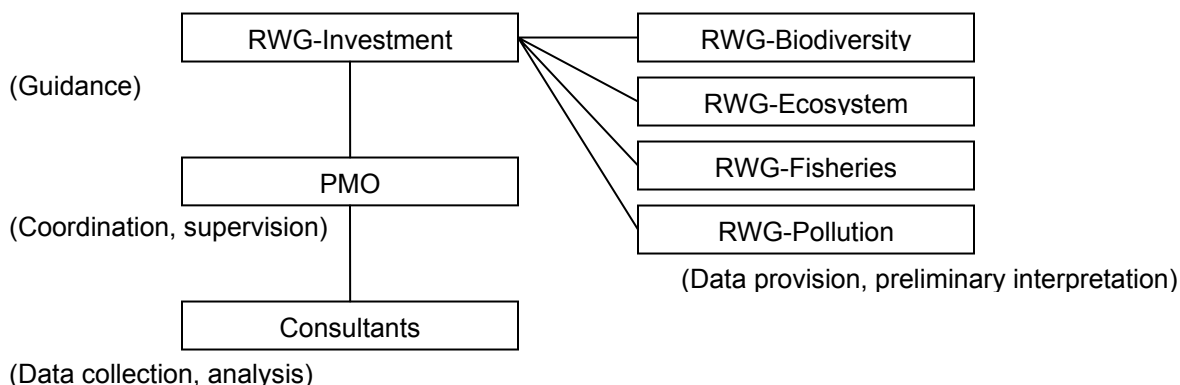 RWG-Investment
RWG-Biodiversity
(Guidance)
RWG-Ecosystem
RWG-Fisheries
PMO
(Coordination, supervision)
RWG-Pollution
(Data provision, preliminary interpretation)
Consultants
(Data collection, analysis)